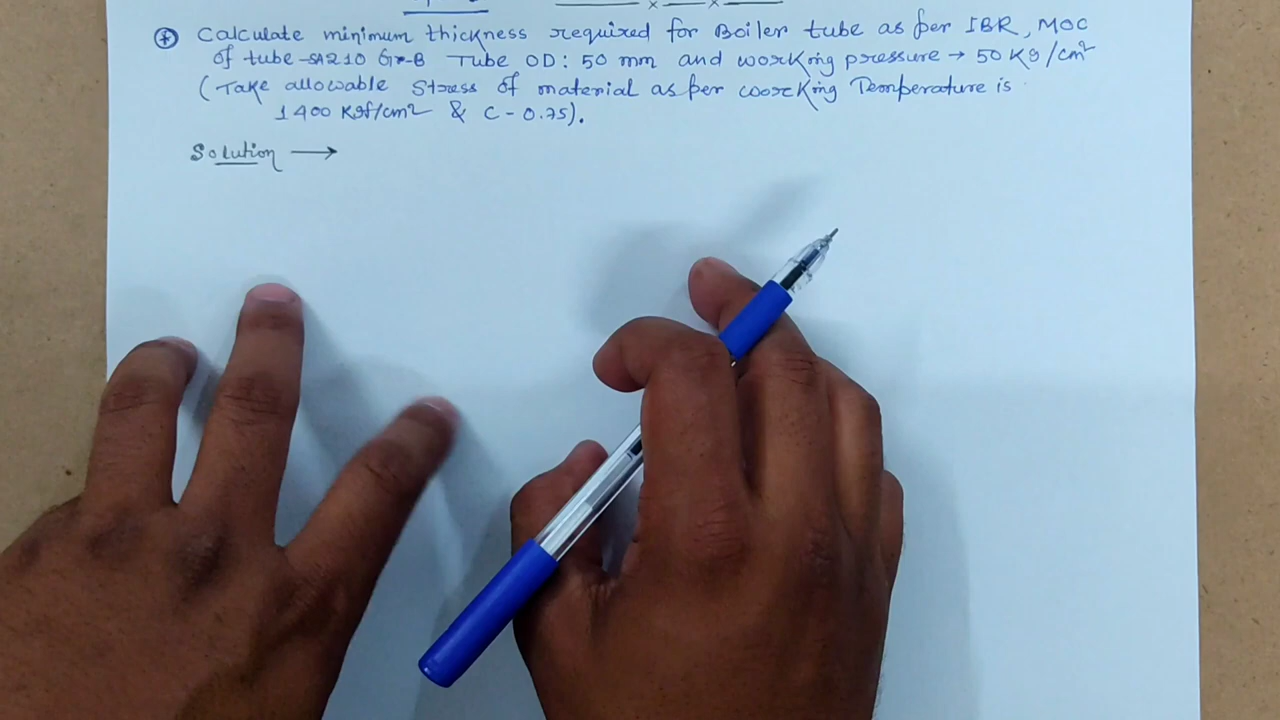 Calculate minimum thickness required for Boiler tube as per IBR, MOC
of tube - SA210 Gr-B Tube OD: 50 mm and working pressure → 50 Kg/cm²
(Take allowable Stress of material as per working Temperature is
1400 Kgf/cm² & C - 0.75).
Solution →